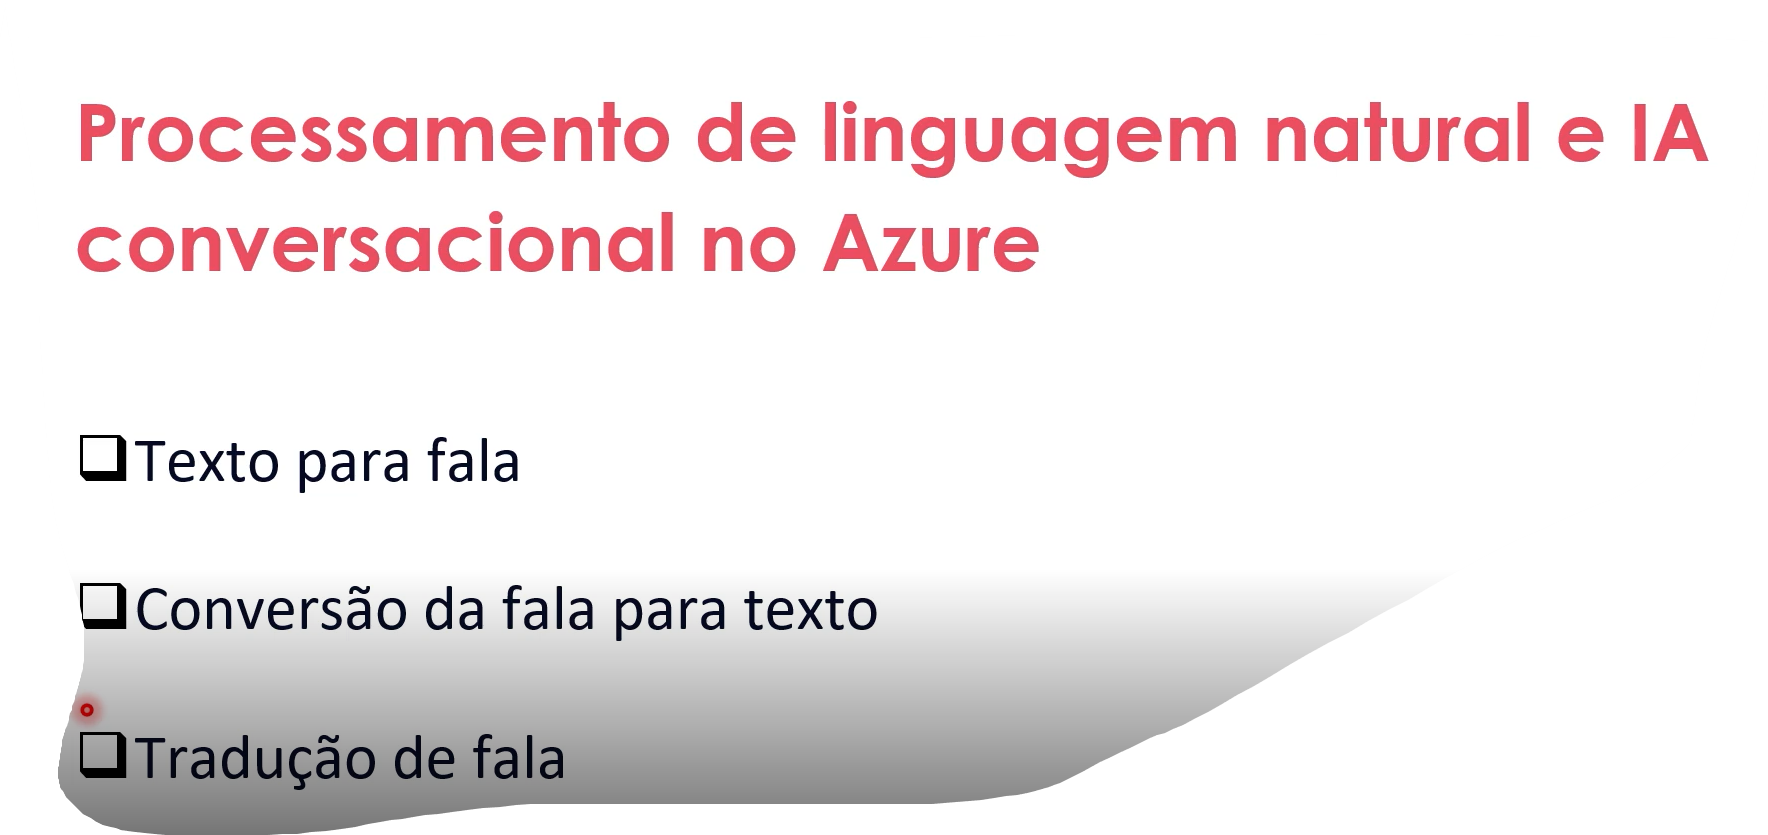 Processamento de linguagem natural e IA
conversacional no Azure
Texto para fala
Conversão da fala para texto
Tradução de fala